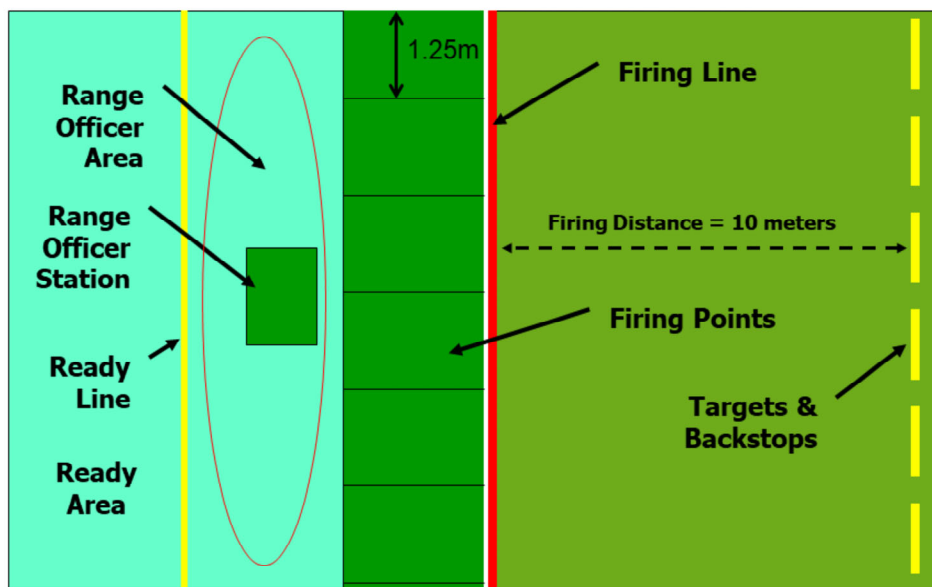 1.25m
Range
Officer
Area
Firing Line
Range
Officer
Station
Firing Distance = 10 meters
Firing Points
Ready
Line
Targets &
Backstops
Ready
Area